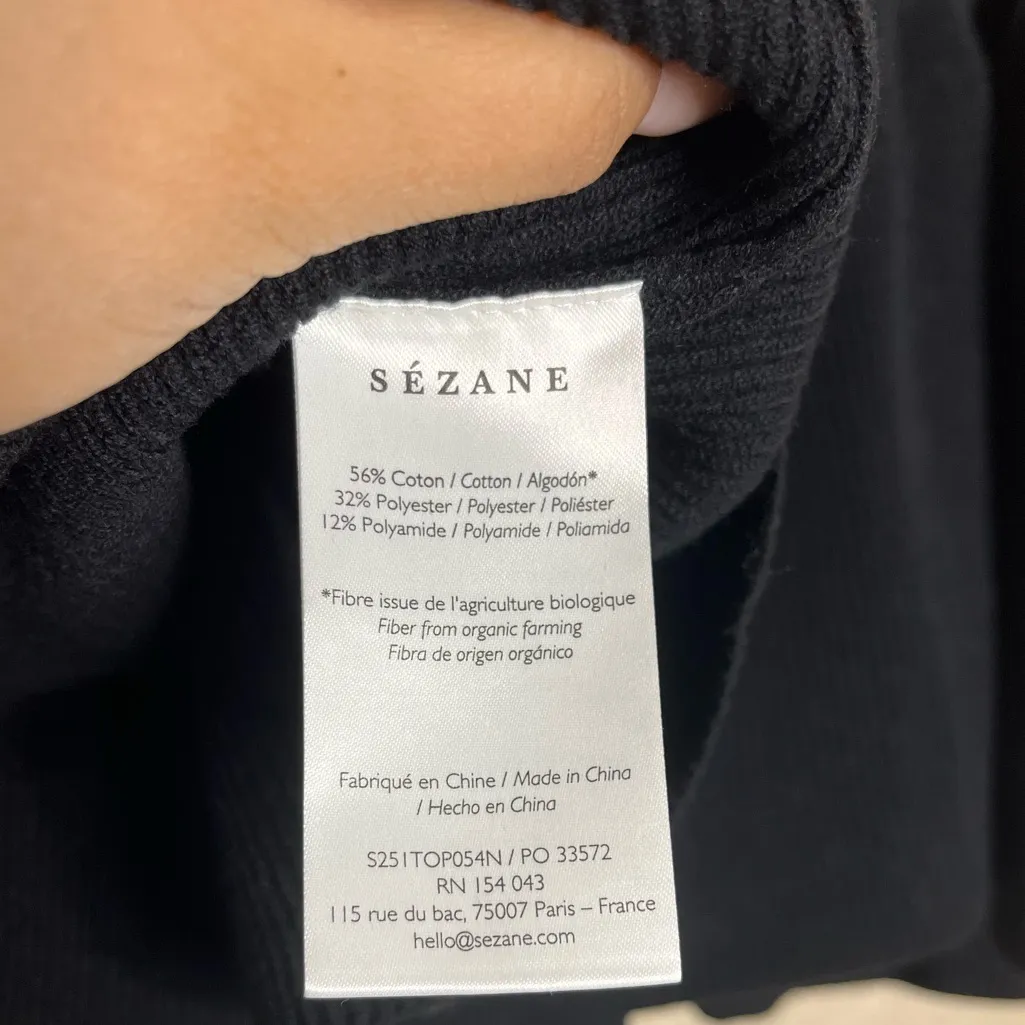 SÉZANE
56% Coton / Cotton / Algodón*
32% Polyester / Polyester / Poliéster
12% Polyamide / Polyamide / Poliamida
*Fibre issue de l'agriculture biologique
Fiber from organic farming
Fibra de origen orgánico
Fabriqué en Chine / Made in China
/ Hecho en China
S251TOP054N / PO 33572
RN 154 043
115 rue du bac, 75007 Paris – France
hello@sezane.com